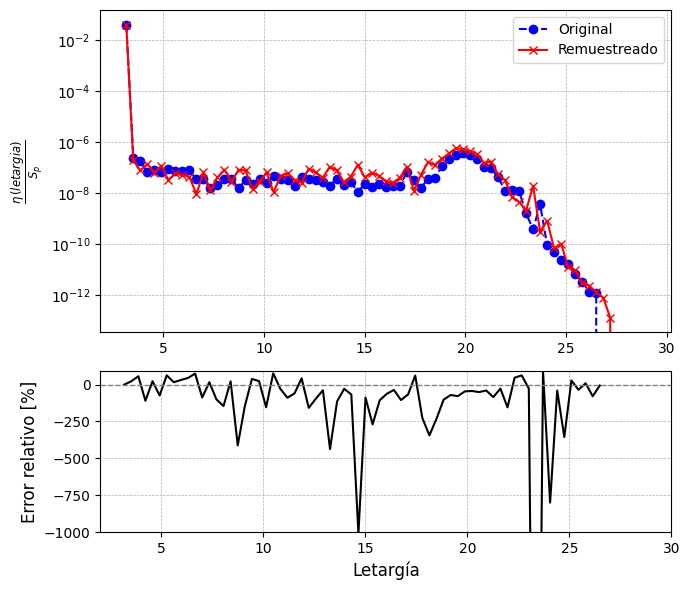 Original
Remuestreado
10⁻²
10⁻⁴
10⁻⁶
10⁻⁸
10⁻¹⁰
10⁻¹²
η (letargia)
S_p
5 10 15 20 25 30
0
−250
−500
−750
−1000
Error relativo [%]
5 10 15 20 25 30
Letargía